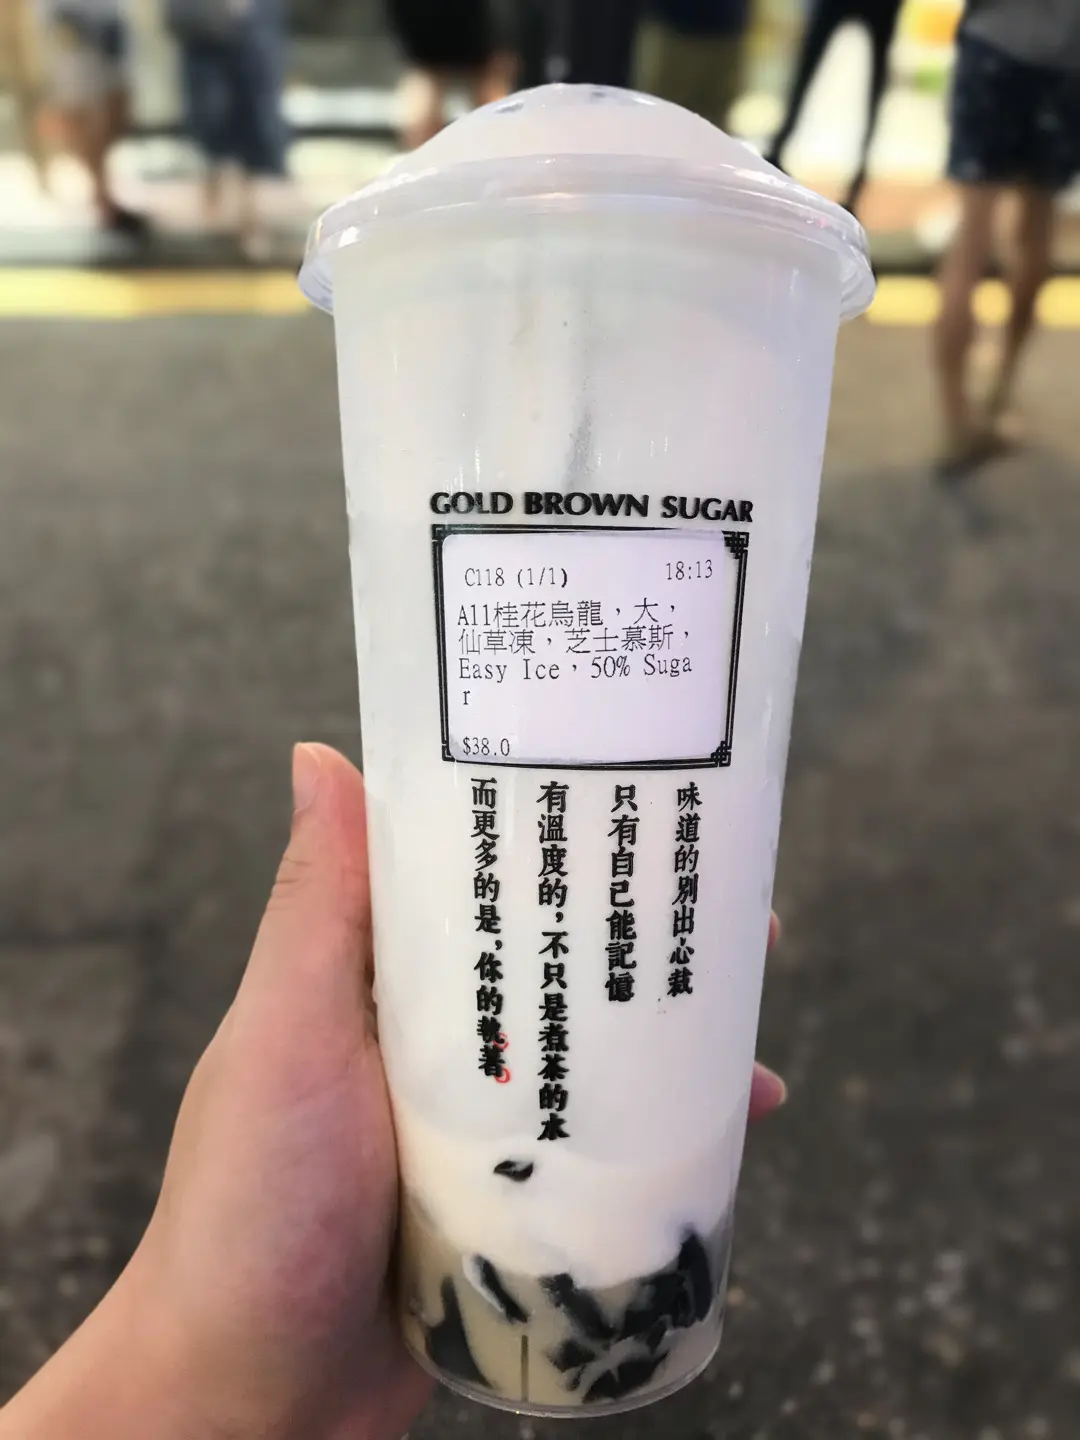 GOLD BROWN SUGAR
C118 (1/1) 18:13
All桂花烏龍，大，
仙草凍，芝士慕斯，
Easy Ice，50% Suga
r
$38.0
味道的別出心裁
只有自己能記憶
有溫度的，不只是煮茶的水
而更多的是，你的執著